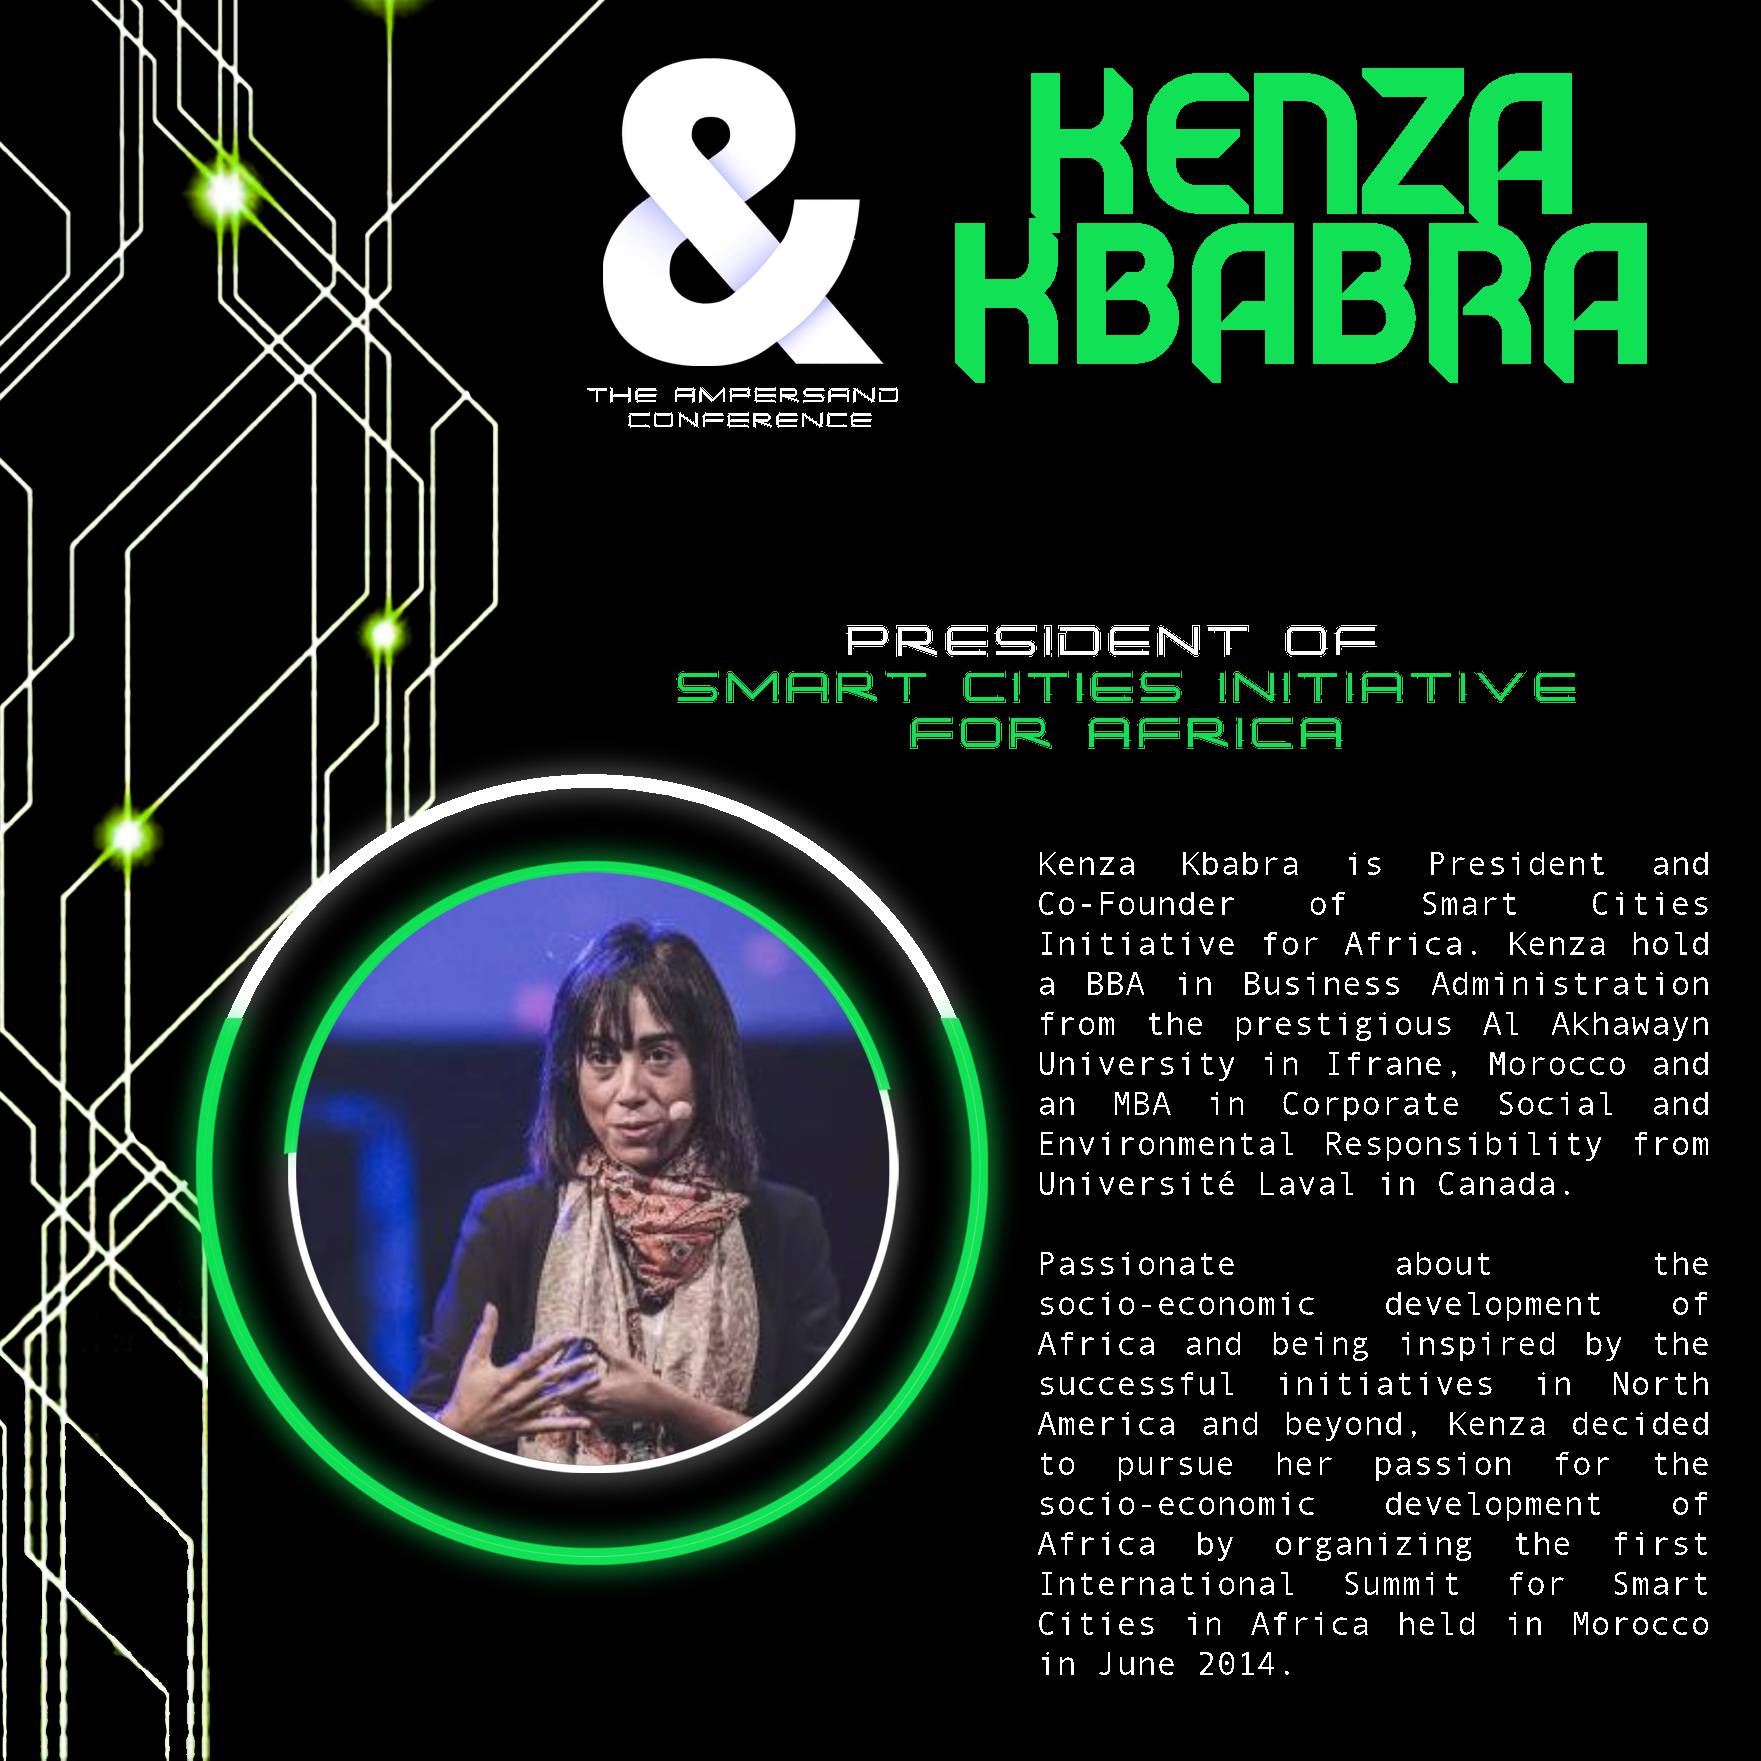 &
THE AMPERSAND
CONFERENCE
KENZA
KBABRA
PRESIDENT OF
SMART CITIES INITIATIVE
FOR AFRICA
Kenza Kbabra is President and
Co-Founder of Smart Cities
Initiative for Africa. Kenza hold
a BBA in Business Administration
from the prestigious Al Akhawayn
University in Ifrane, Morocco and
an MBA in Corporate Social and
Environmental Responsibility from
Université Laval in Canada.
Passionate about the
socio-economic development of
Africa and being inspired by the
successful initiatives in North
America and beyond, Kenza decided
to pursue her passion for the
socio-economic development of
Africa by organizing the first
International Summit for Smart
Cities in Africa held in Morocco
in June 2014.